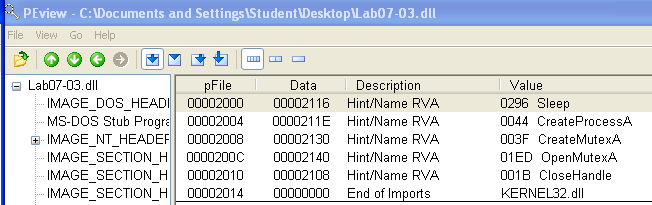 PEview - C:\Documents and Settings\Student\Desktop\Lab07-03.dll
File View Go Help
Lab07-03.dll
IMAGE_DOS_HEADI
MS-DOS Stub Progra
IMAGE_NT_HEADER
IMAGE_SECTION_H
IMAGE_SECTION_H
IMAGE_SECTION_H
IMAGE_SECTION_H
pFile Data Description Value
00002000 00002116 Hint/Name RVA 0296 Sleep
00002004 0000211E Hint/Name RVA 0044 CreateProcessA
00002008 00002130 Hint/Name RVA 003F CreateMutexA
0000200C 00002140 Hint/Name RVA 01ED OpenMutexA
00002010 00002108 Hint/Name RVA 001B CloseHandle
00002014 00000000 End of Imports KERNEL32.dll